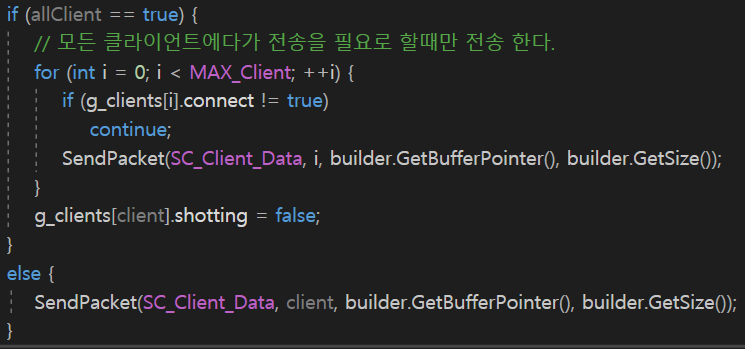 if (allClient == true) {
// 모든 클라이언트에다가 전송을 필요로 할때만 전송 한다.
for (int i = 0; i < MAX_Client; ++i) {
if (g_clients[i].connect != true)
continue;
SendPacket(SC_Client_Data, i, builder.GetBufferPointer(), builder.GetSize());
}
g_clients[client].shotting = false;
}
else {
SendPacket(SC_Client_Data, client, builder.GetBufferPointer(), builder.GetSize());
}